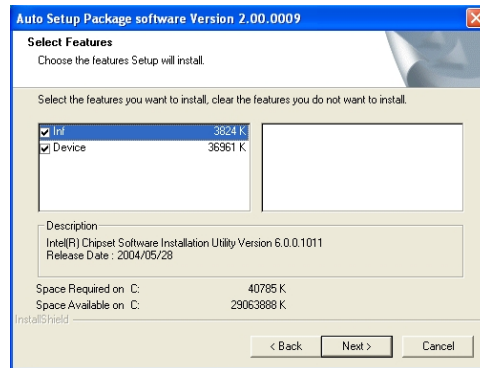 Auto Setup Package software Version 2.00.0009
Select Features
Choose the features Setup will install.
Select the features you want to install, clear the features you do not want to install.
Inf 3824 K
Device 36961 K
Description
Intel(R) Chipset Software Installation Utility Version 6.0.0.1011
Release Date : 2004/05/28
Space Required on C: 40785 K
Space Available on C: 29063888 K
InstallShield
< Back Next > Cancel